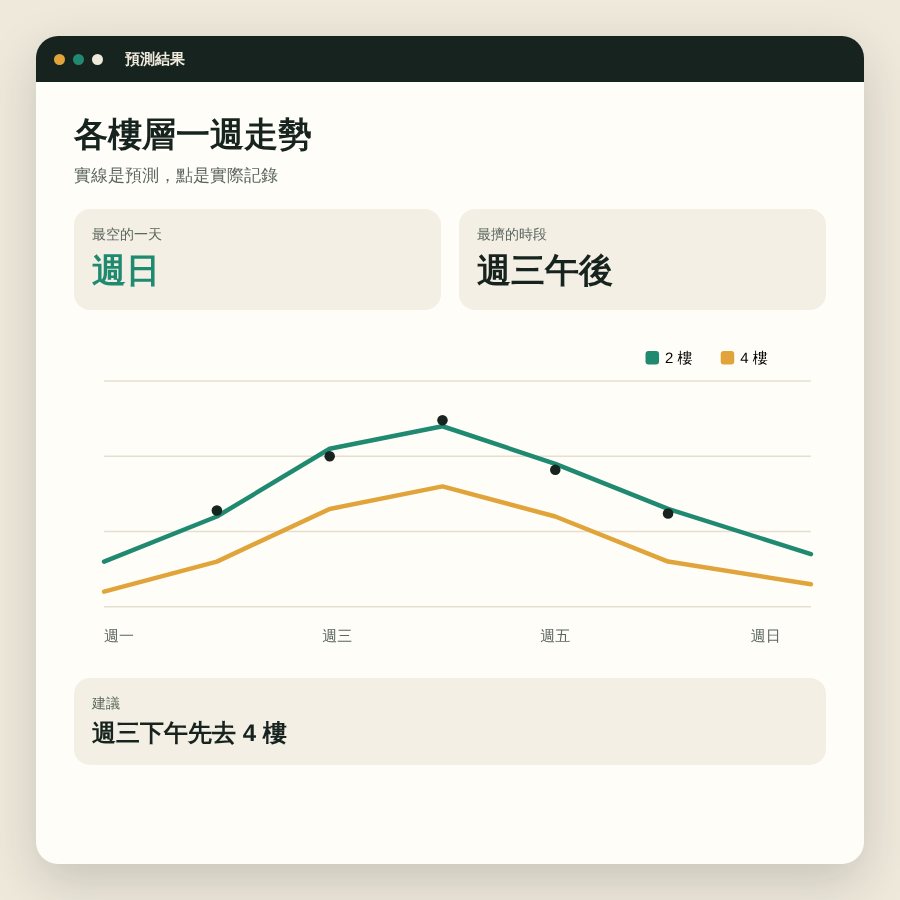 預測結果
各樓層一週走勢
實線是預測，點是實際記錄
最空的一天
週日
最擠的時段
週三午後
2 樓
4 樓
週一
週三
週五
週日
建議
週三下午先去 4 樓